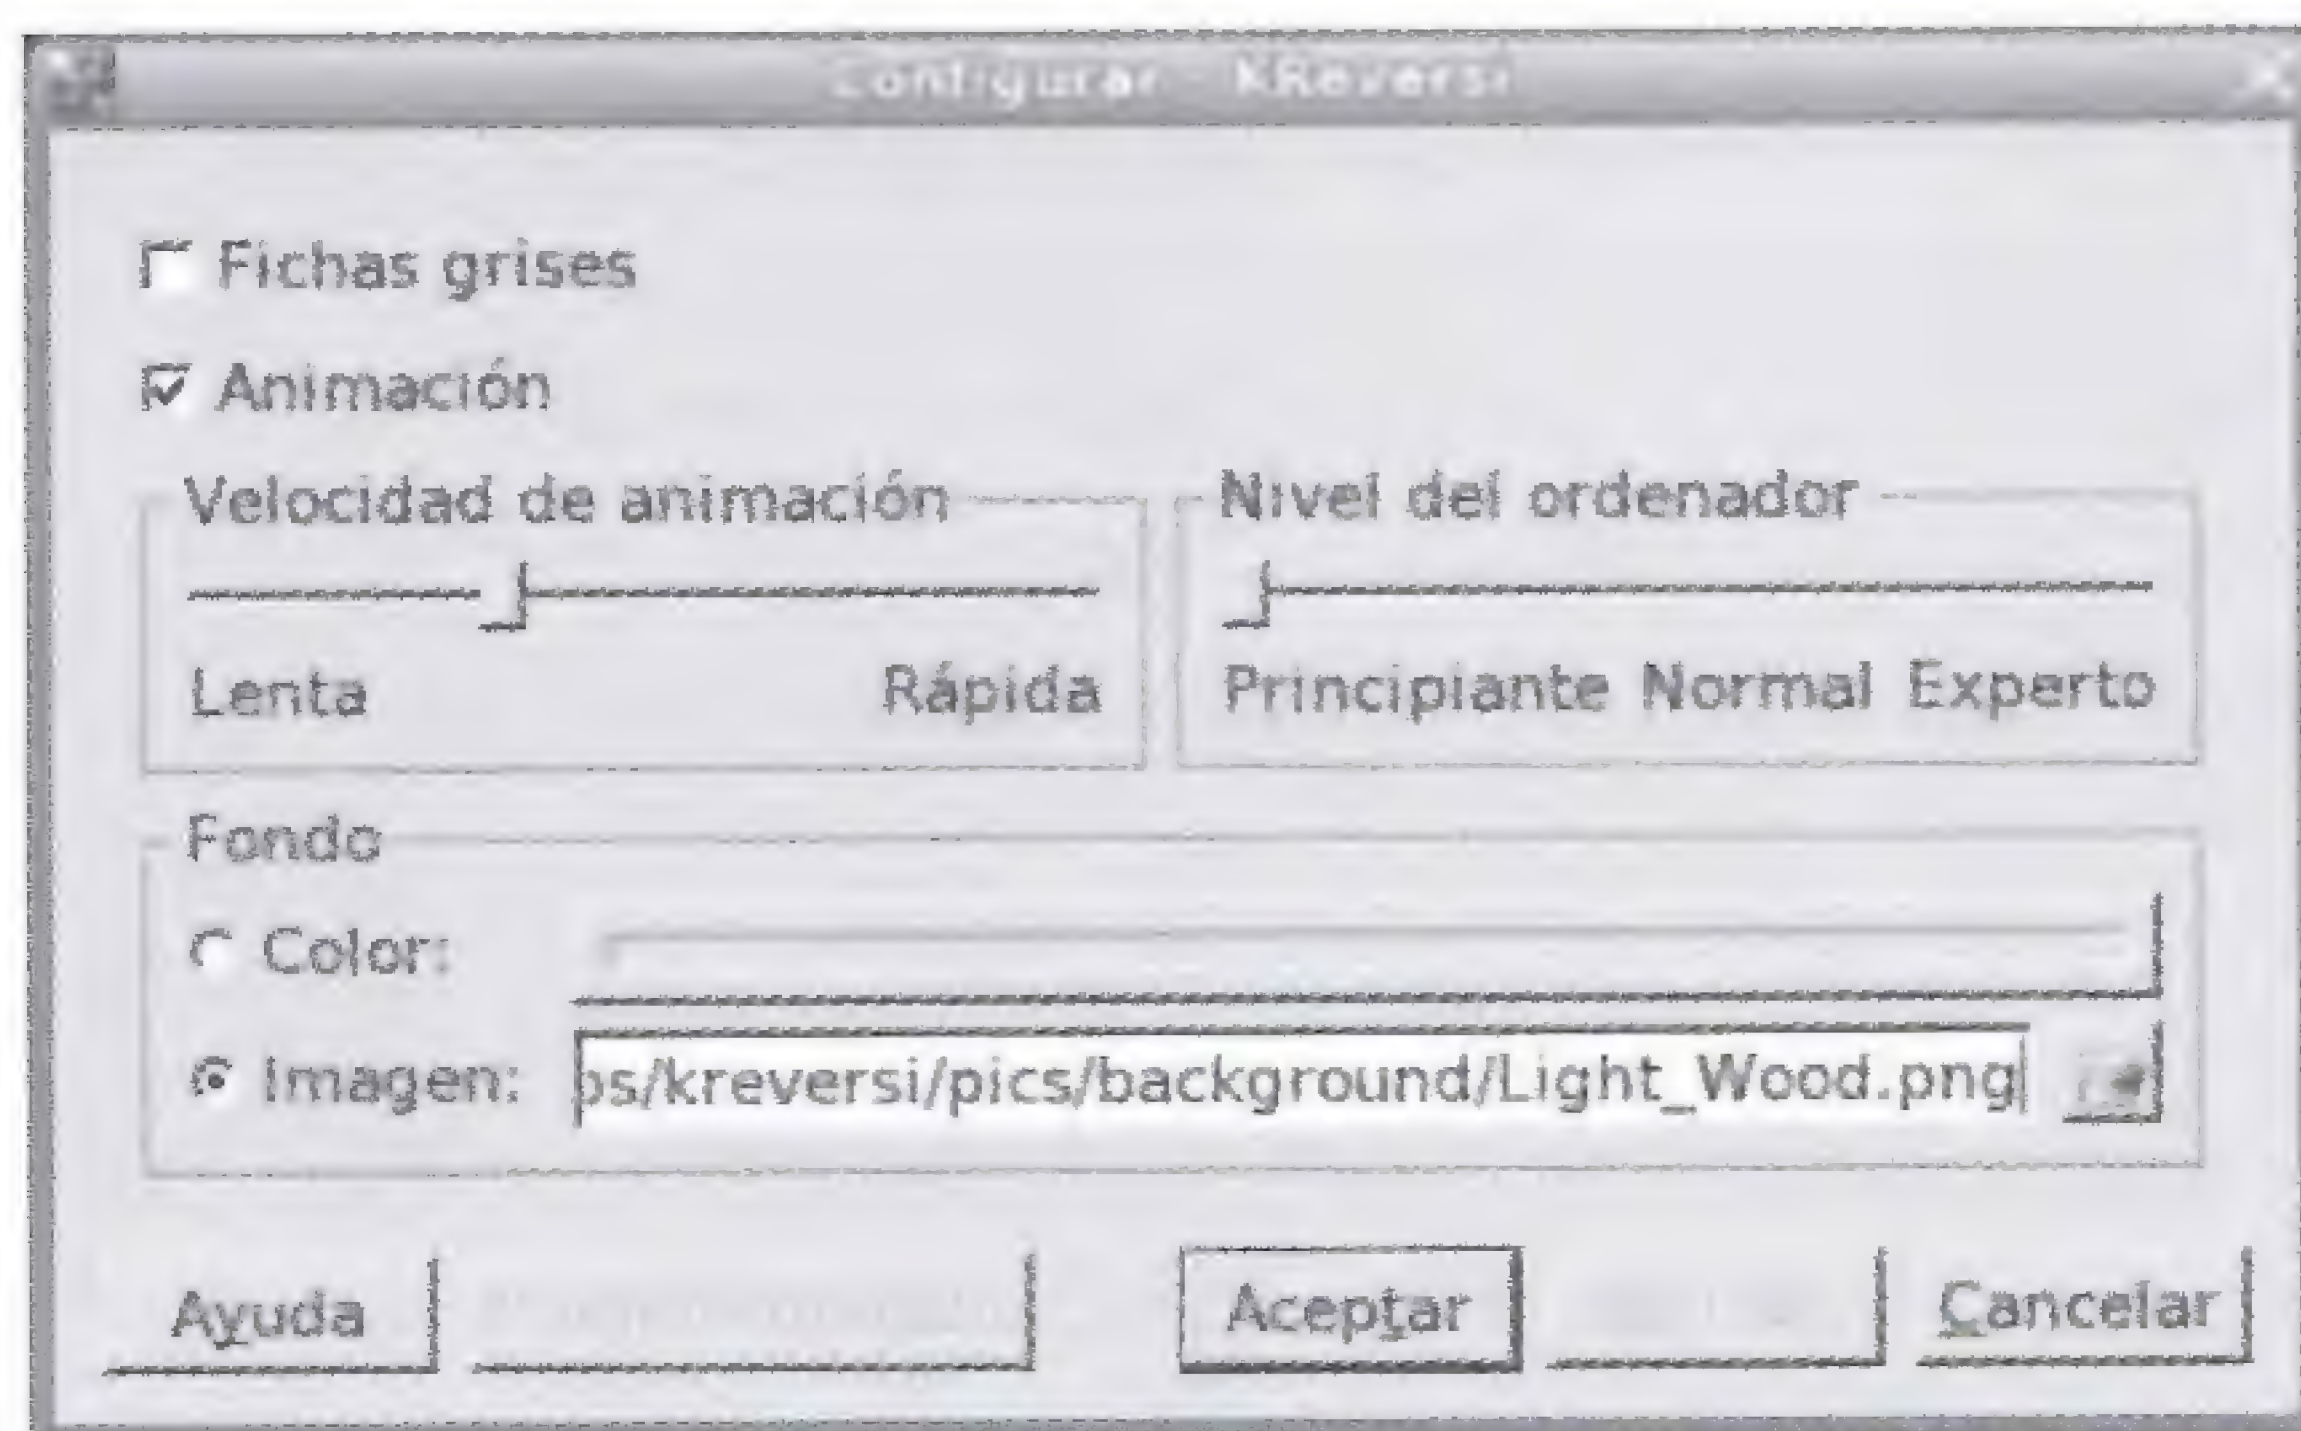 Configurar - KReversi
Fichas grises
Animación
Velocidad de animación
Nivel del ordenador
Lenta Rápida
Principiante Normal Experto
Fondo
Color:
Imagen: os/kreversi/pics/background/Light_Wood.png
Ayuda Aceptar Cancelar